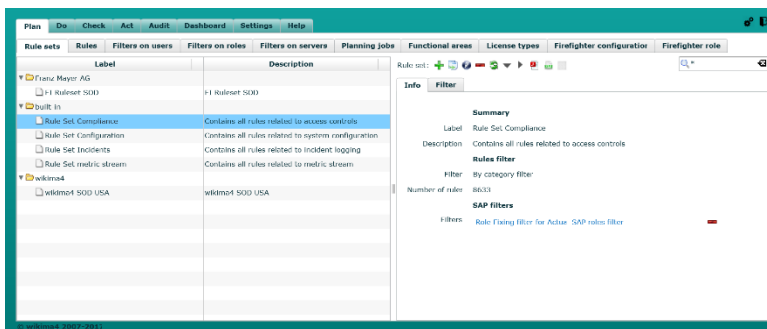 Plan Do Check Act Audit Dashboard Settings Help
Rule sets Rules Filters on users Filters on roles Filters on servers Planning jobs Functional areas License types Firefighter configuration Firefighter role
Label Description
Franz Mayer AG
Ruleset SOD Ruleset SOD
built in
Rule Set Compliance Contains all rules related to access controls
Rule Set Configuration Contains all rules related to system configuration
Rule Set Incidents Contains all rules related to incident logging
Rule Set metric stream Contains all rules related to metric stream
wikima4
wikima4 SOD USA wikima4 SOD USA
Rule set:
Info Filter
Summary
Label Rule Set Compliance
Description Contains all rules related to access controls
Rules filter
Filter By category filter
Number of rules 8633
SAP filters
Filters Role Fixing filter for Actua SAP roles filter
© wikima4 2007-2013